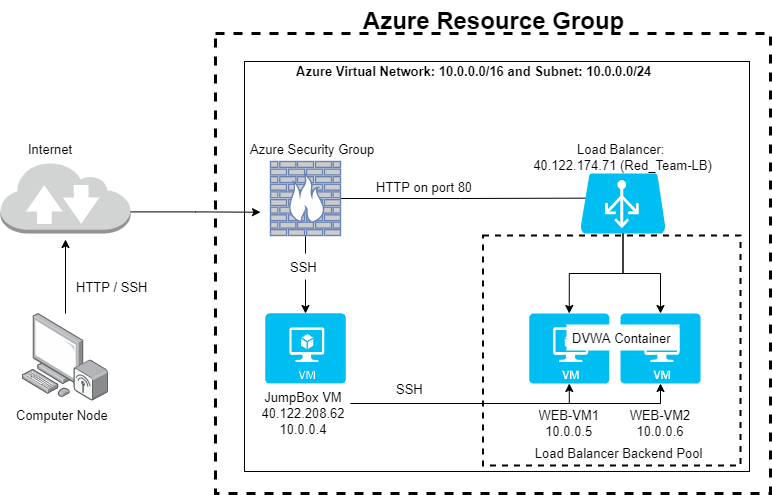 Azure Resource Group
Azure Virtual Network: 10.0.0.0/16 and Subnet: 10.0.0.0/24
Internet
Azure Security Group
Load Balancer:
40.122.174.71 (Red_Team-LB)
HTTP on port 80
SSH
HTTP / SSH
DVWA Container
VM
VM
VM
Computer Node
JumpBox VM
40.122.208.62
10.0.0.4
SSH
WEB-VM1
10.0.0.5
WEB-VM2
10.0.0.6
Load Balancer Backend Pool